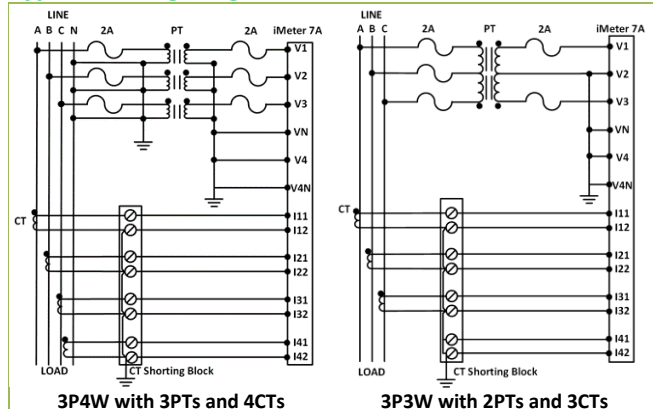 LINE
A B C N 2A PT 2A iMeter 7A
V1
V2
V3
VN
V4
V4N
CT
I11
I12
I21
I22
I31
I32
I41
I42
LOAD CT Shorting Block
3P4W with 3PTs and 4CTs
LINE
A B C 2A PT 2A iMeter 7A
V1
V2
V3
VN
V4
V4N
CT
I11
I12
I21
I22
I31
I32
I41
I42
LOAD CT Shorting Block
3P3W with 2PTs and 3CTs